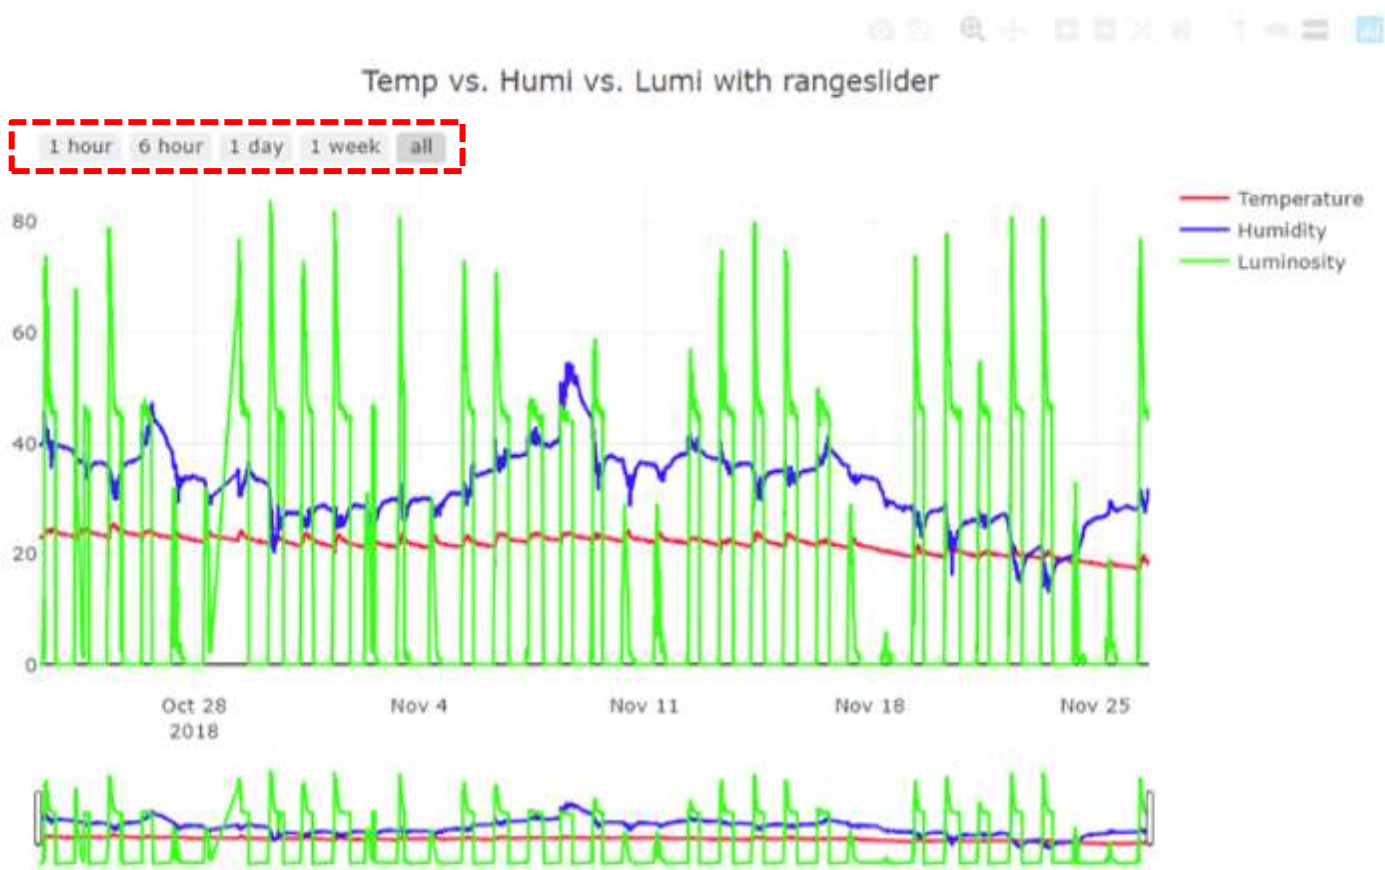 Temp vs. Humi vs. Lumi with rangeslider
1 hour 6 hour 1 day 1 week all
Temperature
Humidity
Luminosity
80
60
40
20
0
Oct 28 Nov 4 Nov 11 Nov 18 Nov 25
2018